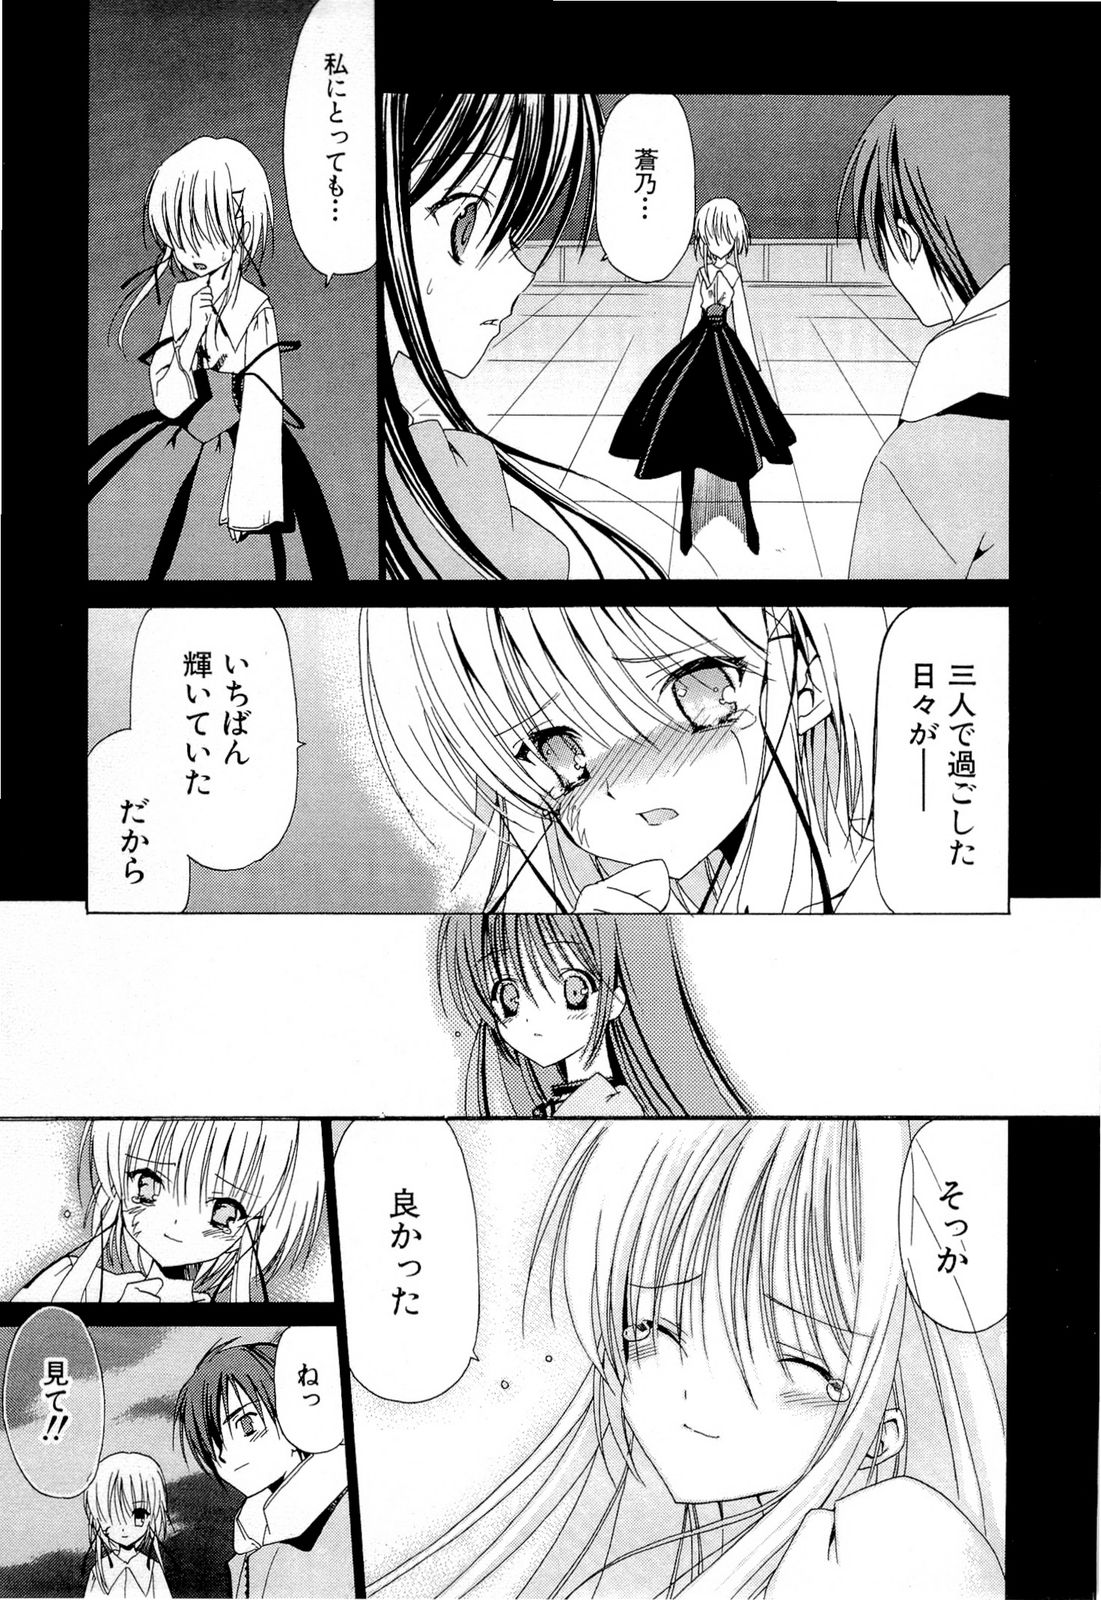 蒼乃…
私にとっても…
三人で過ごした
日々が――
いちばん
輝いていた
だから
そっか
良かった
ねっ
見て!!